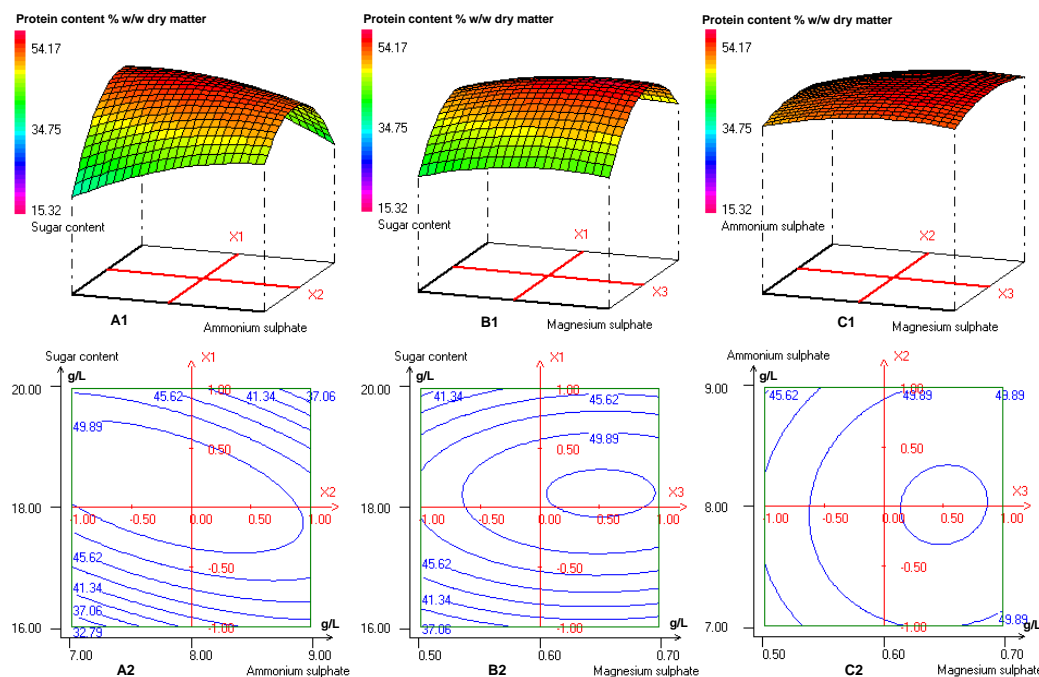 Protein content % w/w dry matter
54.17
34.75
15.32
Sugar content
X1
X2
A1
Ammonium sulphate
Protein content % w/w dry matter
54.17
34.75
15.32
Sugar content
X1
X3
B1
Magnesium sulphate
Protein content % w/w dry matter
54.17
34.75
15.32
Ammonium sulphate
X2
X3
C1
Magnesium sulphate
Sugar content
X1
20.00
g/L
45.62
1.00
41.34
37.06
49.89
0.50
X2
18.00
-1.00
-0.50
0.00
0.50
1.00
45.62
-0.50
41.34
37.06
32.79
-1.00
g/L
16.00
7.00
8.00
9.00
A2
Ammonium sulphate
Sugar content
X1
20.00
g/L
41.34
1.00
45.62
49.89
0.50
X3
18.00
-1.00
-0.50
0.00
0.50
1.00
45.62
-0.50
41.34
37.06
-1.00
g/L
16.00
0.50
0.60
0.70
B2
Magnesium sulphate
Ammonium sulphate
X2
9.00
g/L
45.62
49.89
1.00
49.89
0.50
X3
8.00
-1.00
-0.50
0.00
0.50
1.00
-0.50
49.89
-1.00
g/L
7.00
0.50
0.60
0.70
C2
Magnesium sulphate